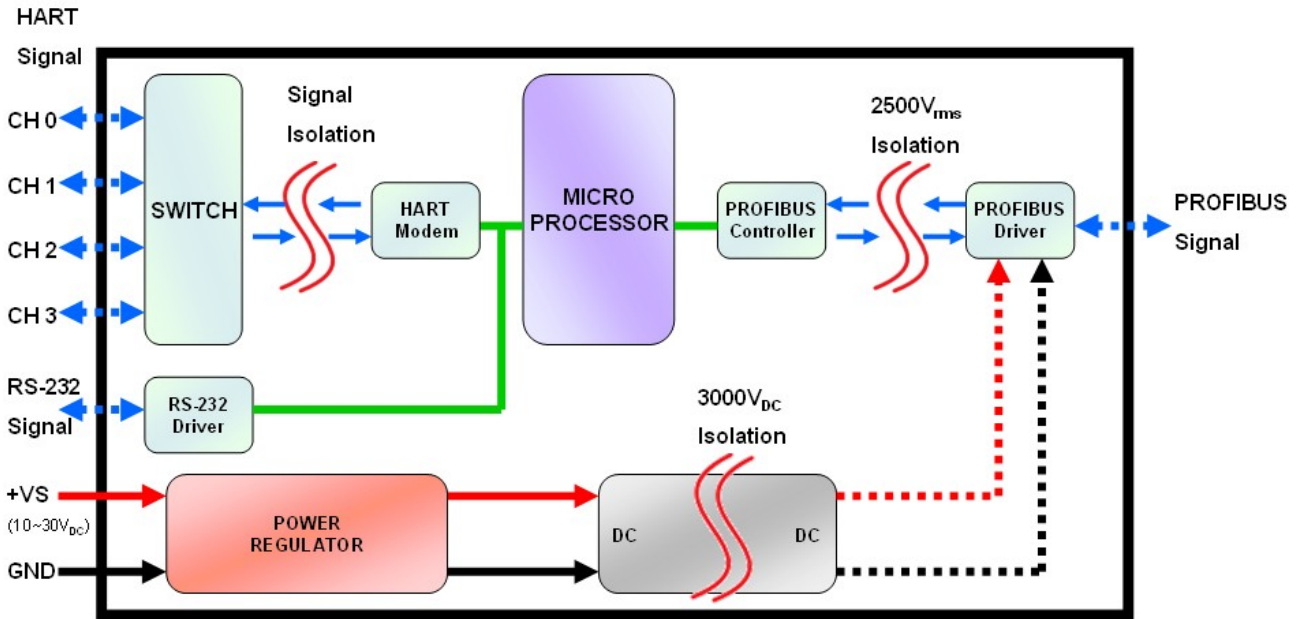 HART
Signal
CH 0
CH 1
CH 2
CH 3
SWITCH
Signal
Isolation
HART
Modem
MICRO
PROCESSOR
PROFIBUS
Controller
2500Vrms
Isolation
PROFIBUS
Driver
PROFIBUS
Signal
RS-232
Signal
RS-232
Driver
3000VDC
Isolation
+VS
(10~30VDC)
GND
POWER
REGULATOR
DC
DC